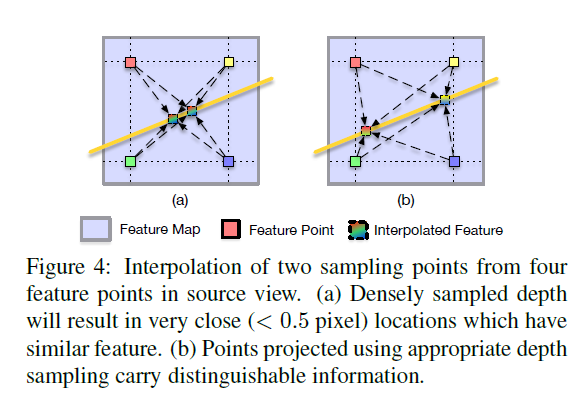 (a)
(b)
Feature Map
Feature Point
Interpolated Feature
Figure 4: Interpolation of two sampling points from four
feature points in source view. (a) Densely sampled depth
will result in very close (< 0.5 pixel) locations which have
similar feature. (b) Points projected using appropriate depth
sampling carry distinguishable information.